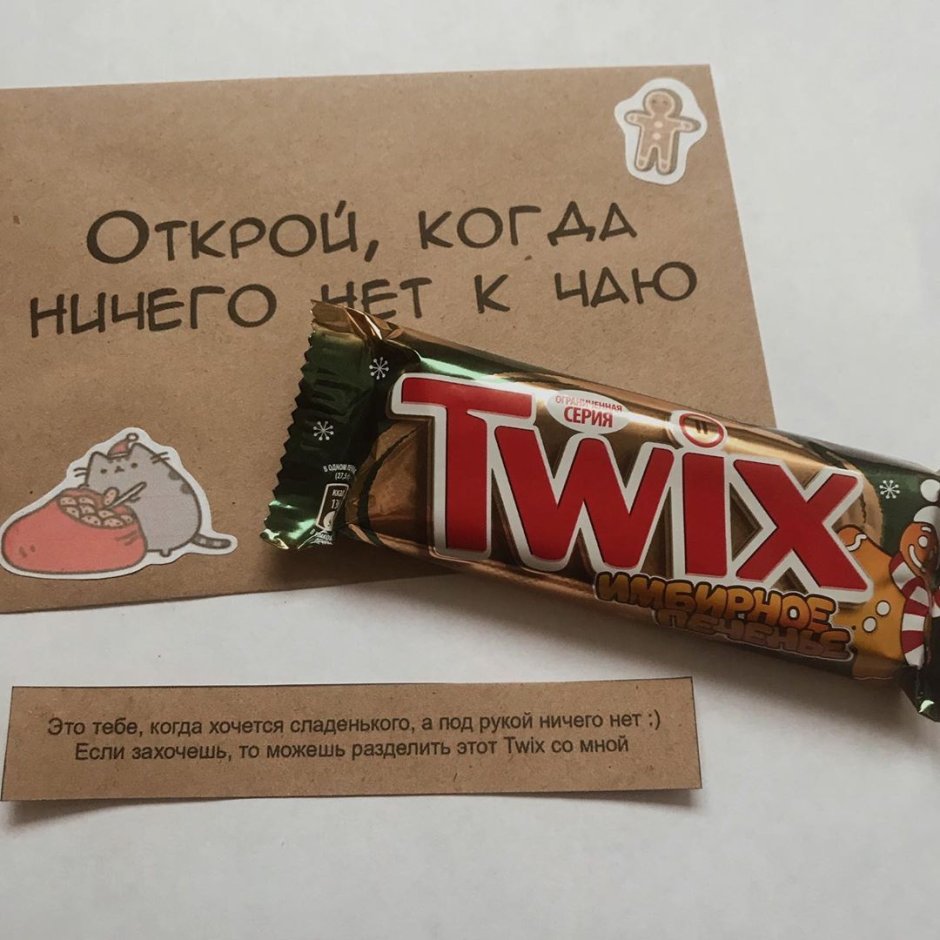 Открой, когда
ничего нет к чаю
ОГРАНИЧЕННАЯ
СЕРИЯ
TWIX
ИМБИРНОЕ
ПЕЧЕНЬЕ
Это тебе, когда хочется сладенького, а под рукой ничего нет :)
Если захочешь, то можешь разделить этот Twix со мной